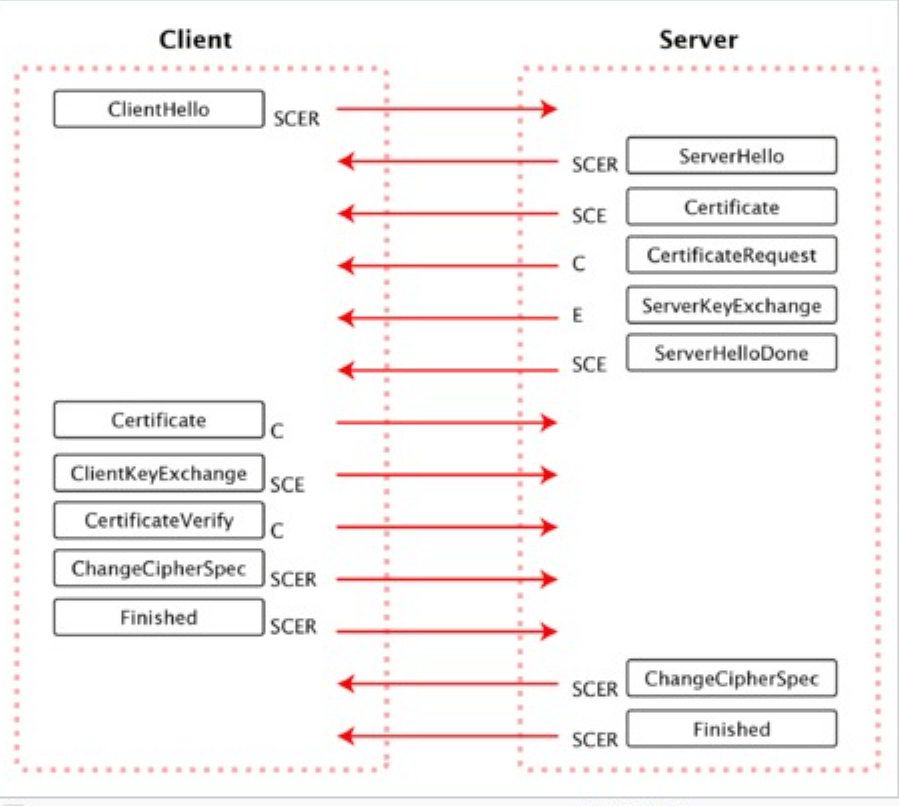 Client Server
ClientHello SCER
SCER ServerHello
SCE Certificate
C CertificateRequest
E ServerKeyExchange
SCE ServerHelloDone
Certificate C
ClientKeyExchange SCE
CertificateVerify C
ChangeCipherSpec SCER
Finished SCER
SCER ChangeCipherSpec
SCER Finished